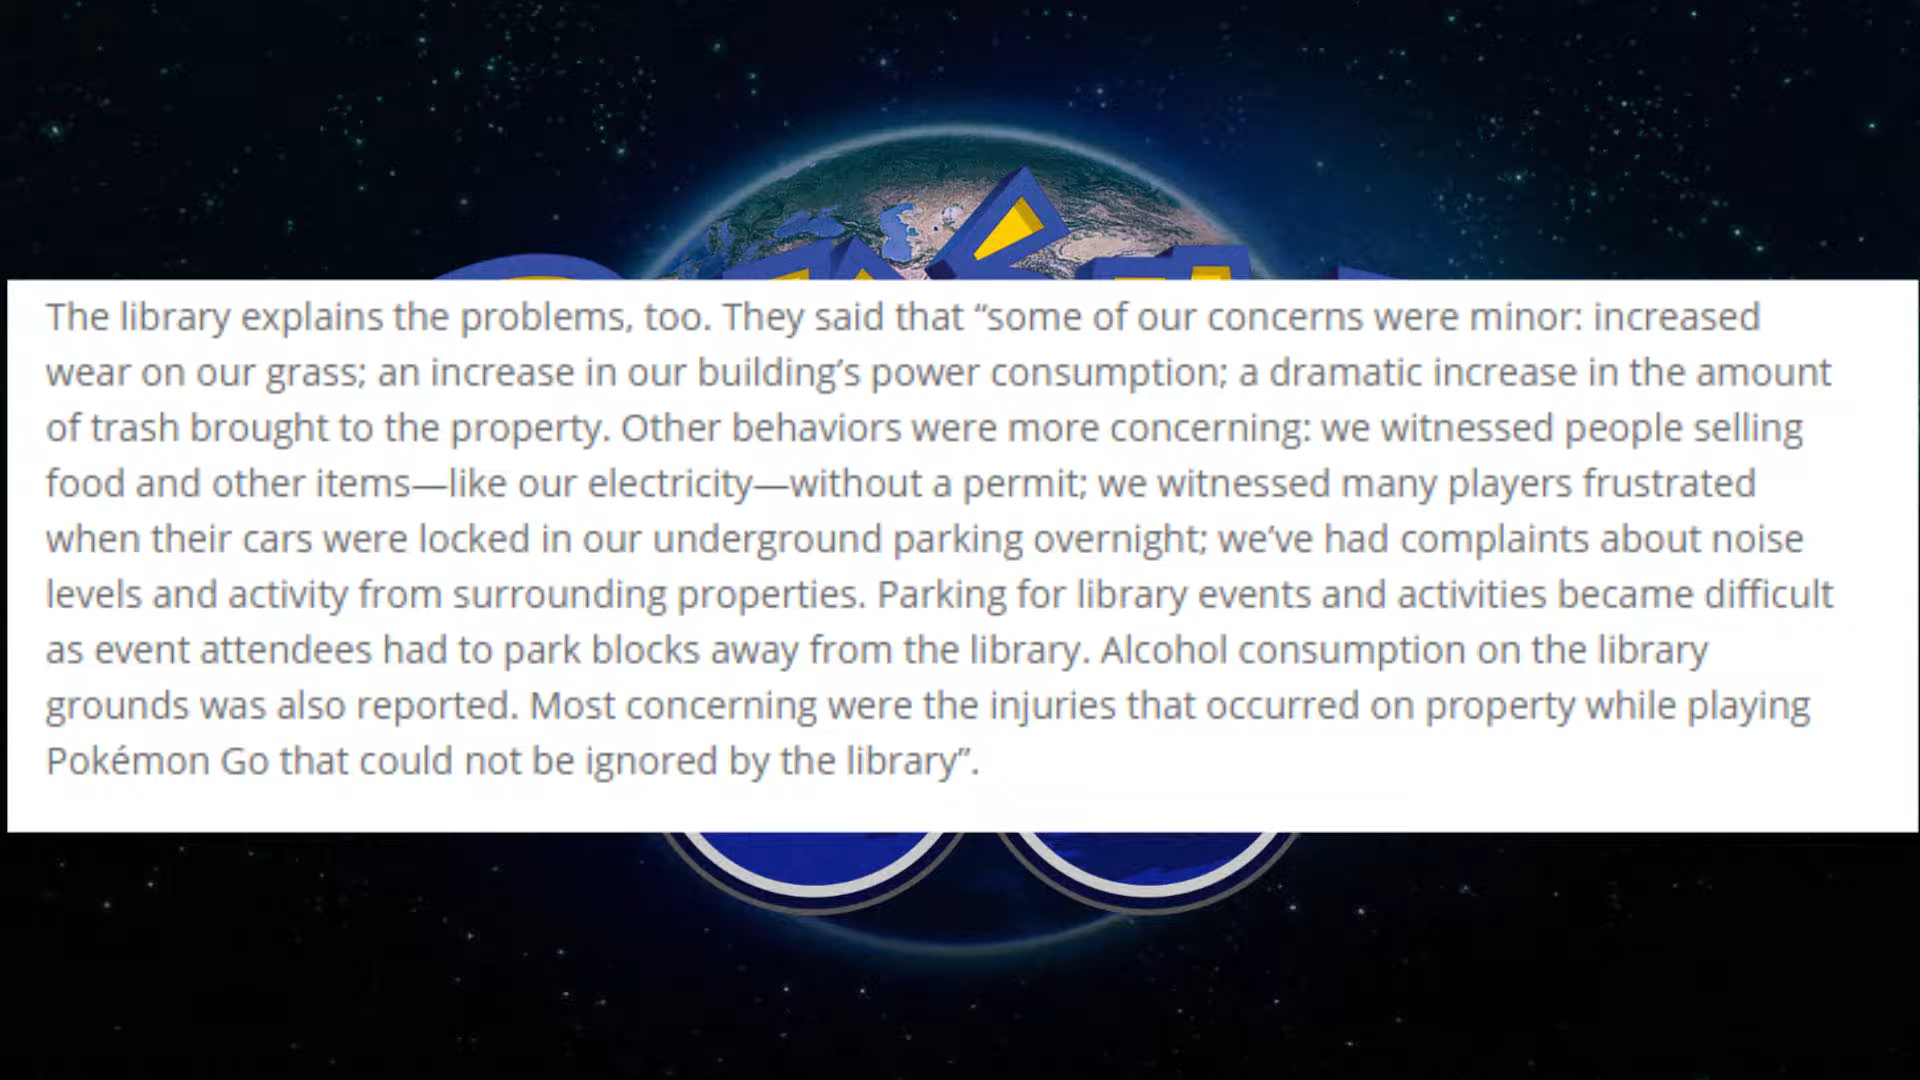 The library explains the problems, too. They said that “some of our concerns were minor: increased
wear on our grass; an increase in our building’s power consumption; a dramatic increase in the amount
of trash brought to the property. Other behaviors were more concerning: we witnessed people selling
food and other items—like our electricity—without a permit; we witnessed many players frustrated
when their cars were locked in our underground parking overnight; we’ve had complaints about noise
levels and activity from surrounding properties. Parking for library events and activities became difficult
as event attendees had to park blocks away from the library. Alcohol consumption on the library
grounds was also reported. Most concerning were the injuries that occurred on property while playing
Pokémon Go that could not be ignored by the library”.